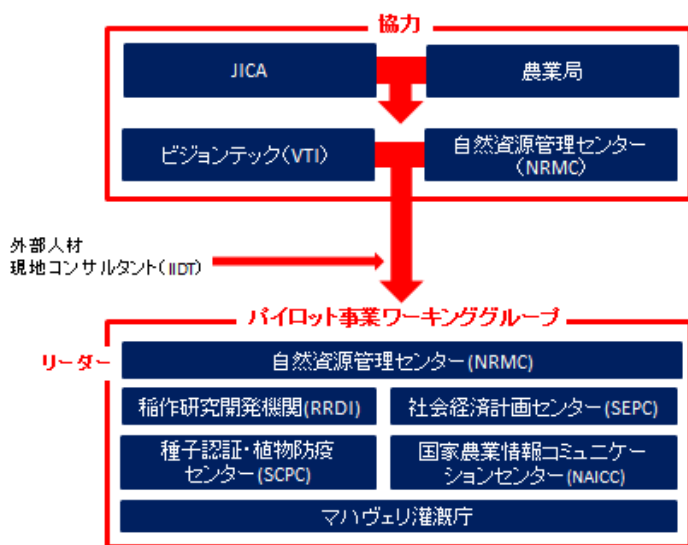 協力
JICA
農業局
ビジョンテック(VTI)
自然資源管理センター
(NRMC)
外部人材
現地コンサルタント(IIDT)
パイロット事業ワーキンググループ
リーダー
自然資源管理センター(NRMC)
稲作研究開発機関(RRDI)
社会経済計画センター(SEPC)
種子認証・植物防疫
センター(SCPC)
国家農業情報コミュニケー
ションセンター(NAICC)
マハヴェリ灌漑庁